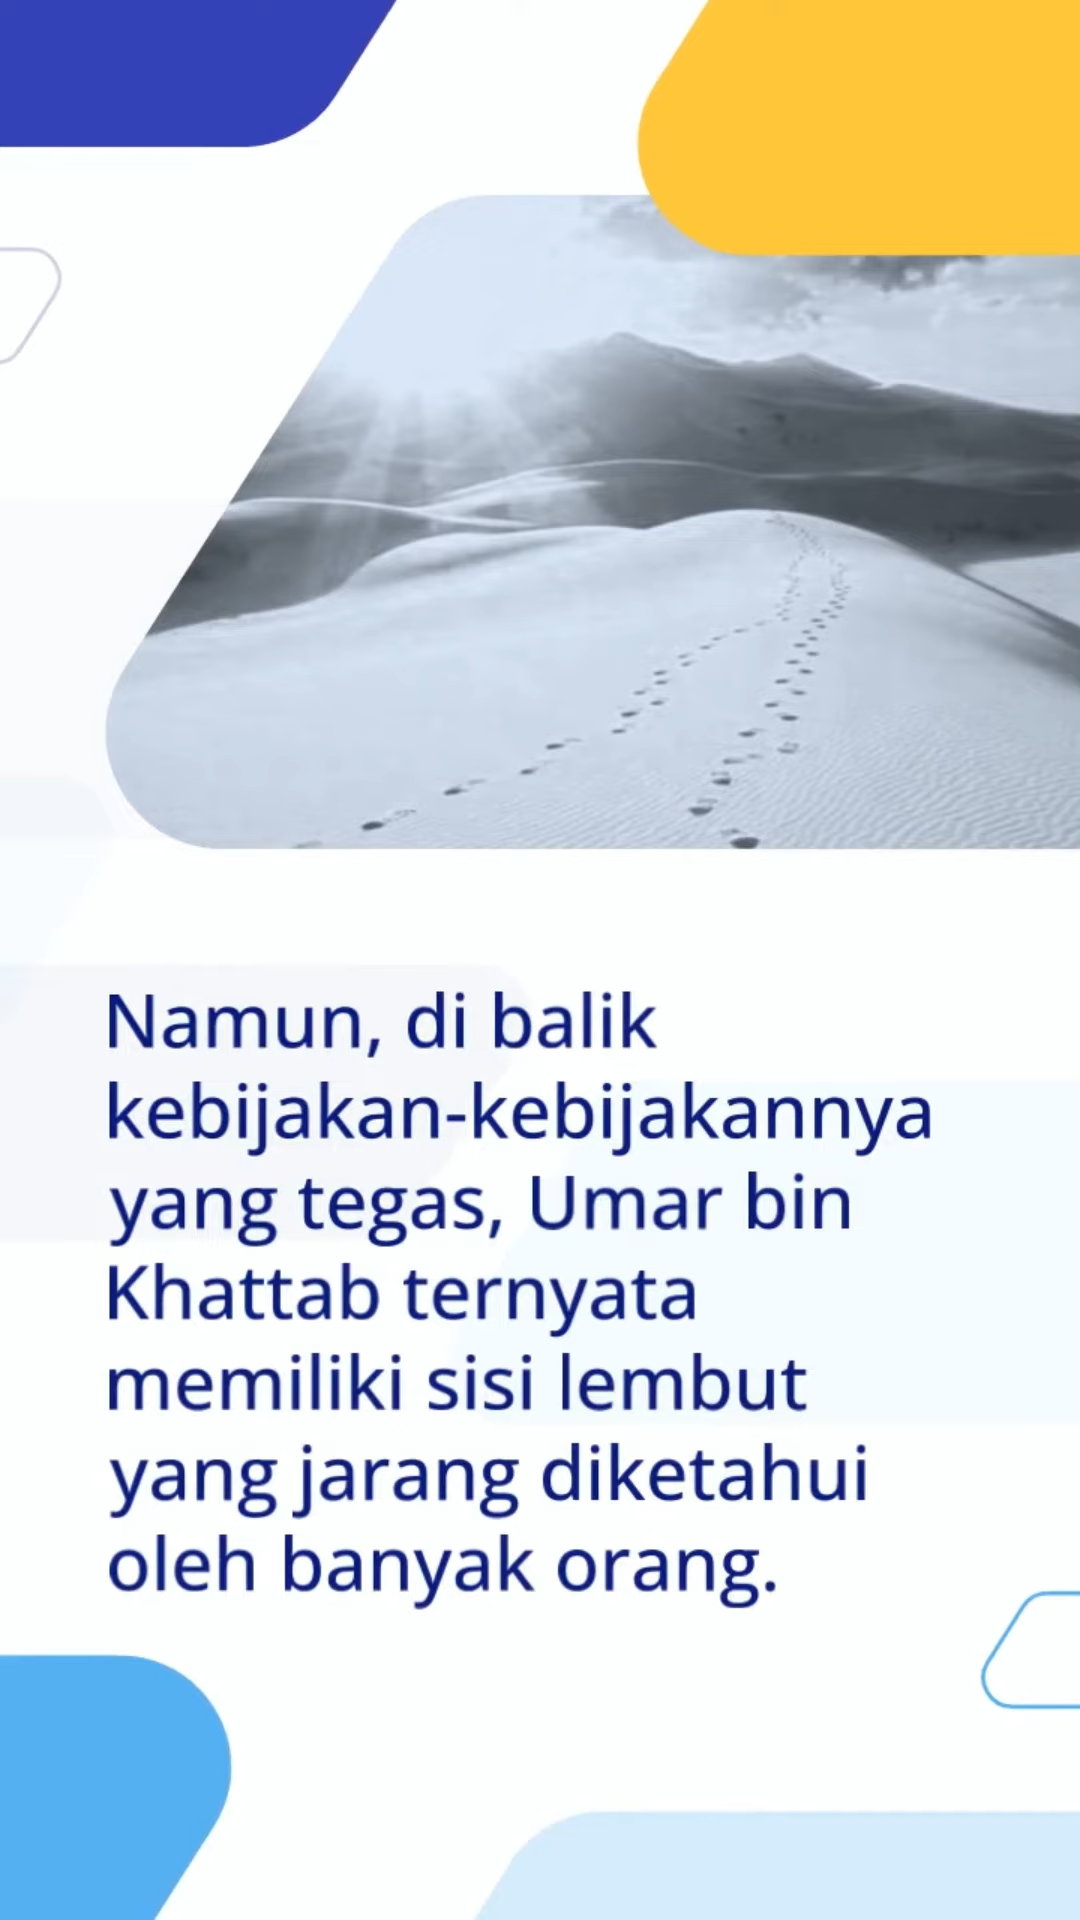 Namun, di balik
kebijakan-kebijakannya
yang tegas, Umar bin
Khattab ternyata
memiliki sisi lembut
yang jarang diketahui
oleh banyak orang.